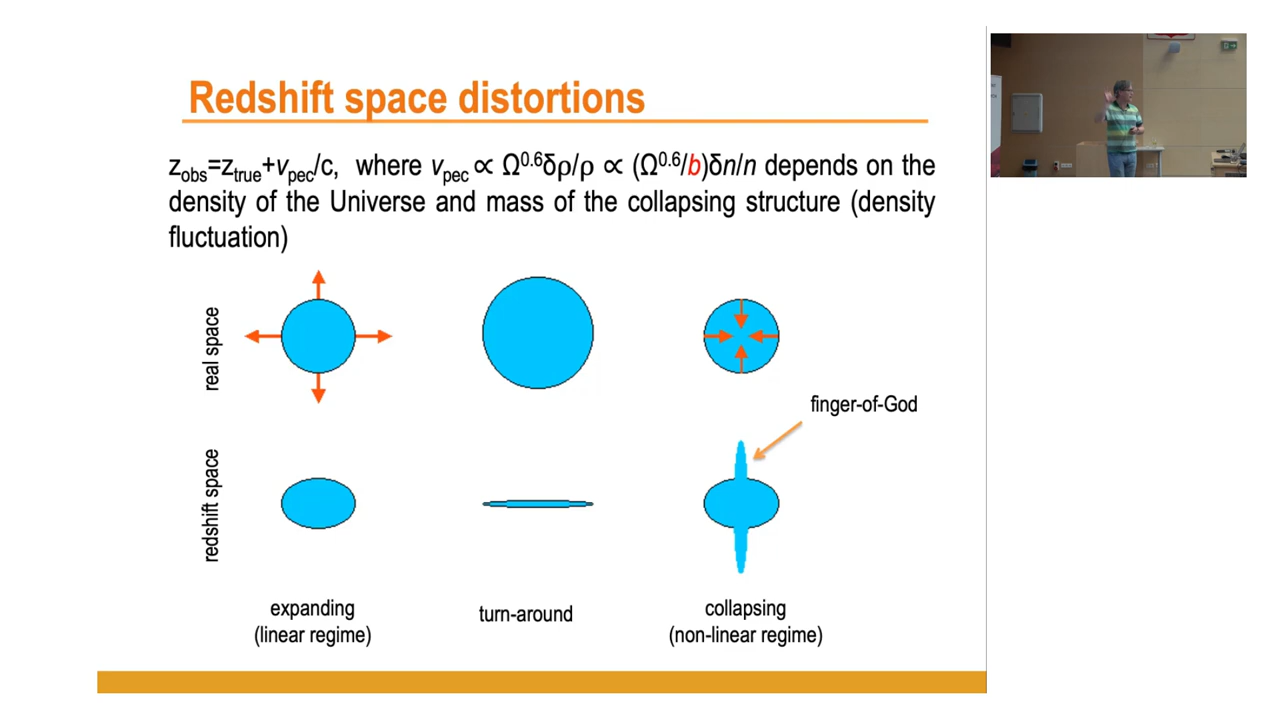 Redshift space distortions
z_obs=z_true+v_pec/c, where v_pec ∝ Ω^0.6δρ/ρ ∝ (Ω^0.6/b)δn/n depends on the
density of the Universe and mass of the collapsing structure (density
fluctuation)
real space
finger-of-God
redshift space
expanding
(linear regime)
turn-around
collapsing
(non-linear regime)